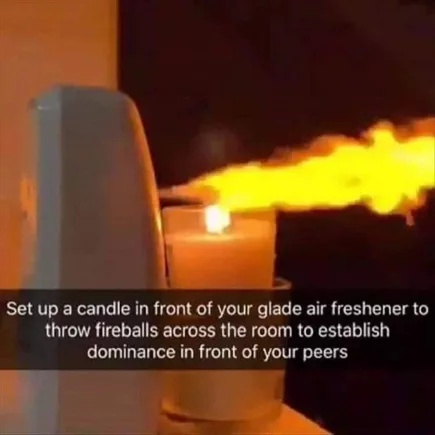 Set up a candle in front of your glade air freshener to
throw fireballs across the room to establish
dominance in front of your peers